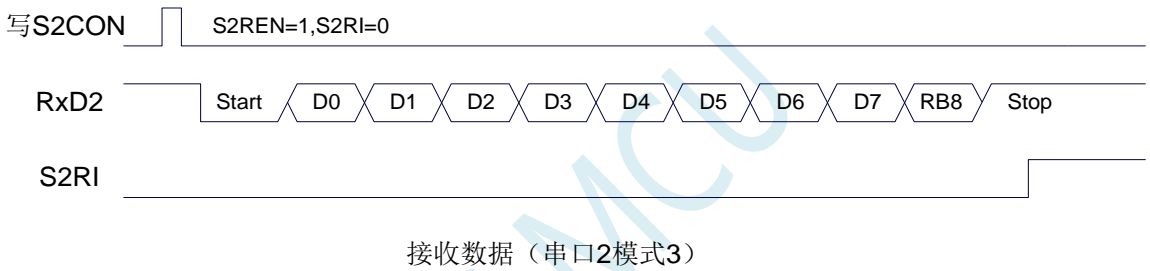 写S2CON S2REN=1,S2RI=0
RxD2 Start D0 D1 D2 D3 D4 D5 D6 D7 RB8 Stop
S2RI
接收数据（串口2模式3）
MCU